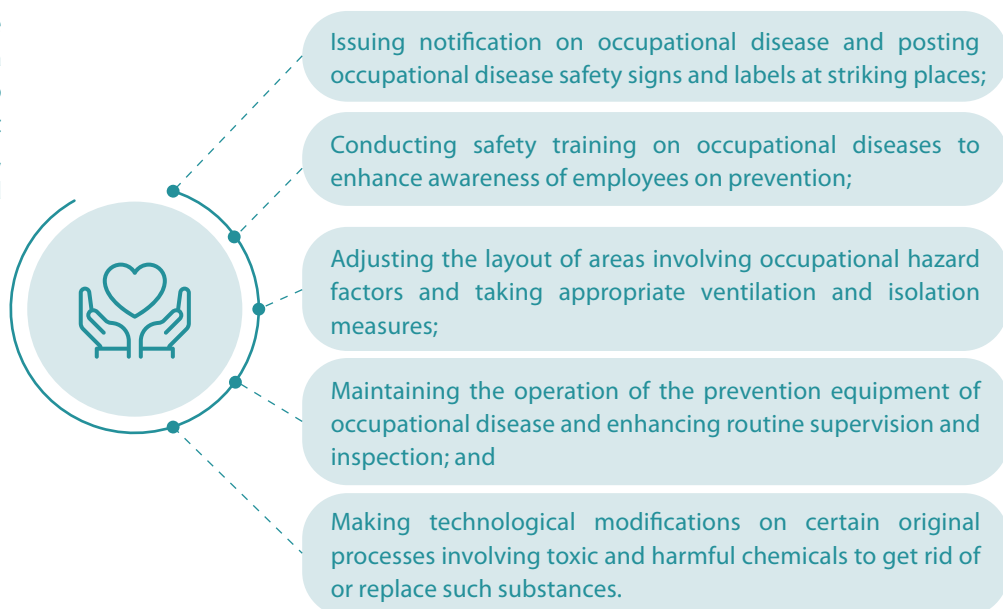 Issuing notification on occupational disease and posting
occupational disease safety signs and labels at striking places;
Conducting safety training on occupational diseases to
enhance awareness of employees on prevention;
Adjusting the layout of areas involving occupational hazard
factors and taking appropriate ventilation and isolation
measures;
Maintaining the operation of the prevention equipment of
occupational disease and enhancing routine supervision and
inspection; and
Making technological modifications on certain original
processes involving toxic and harmful chemicals to get rid of
or replace such substances.